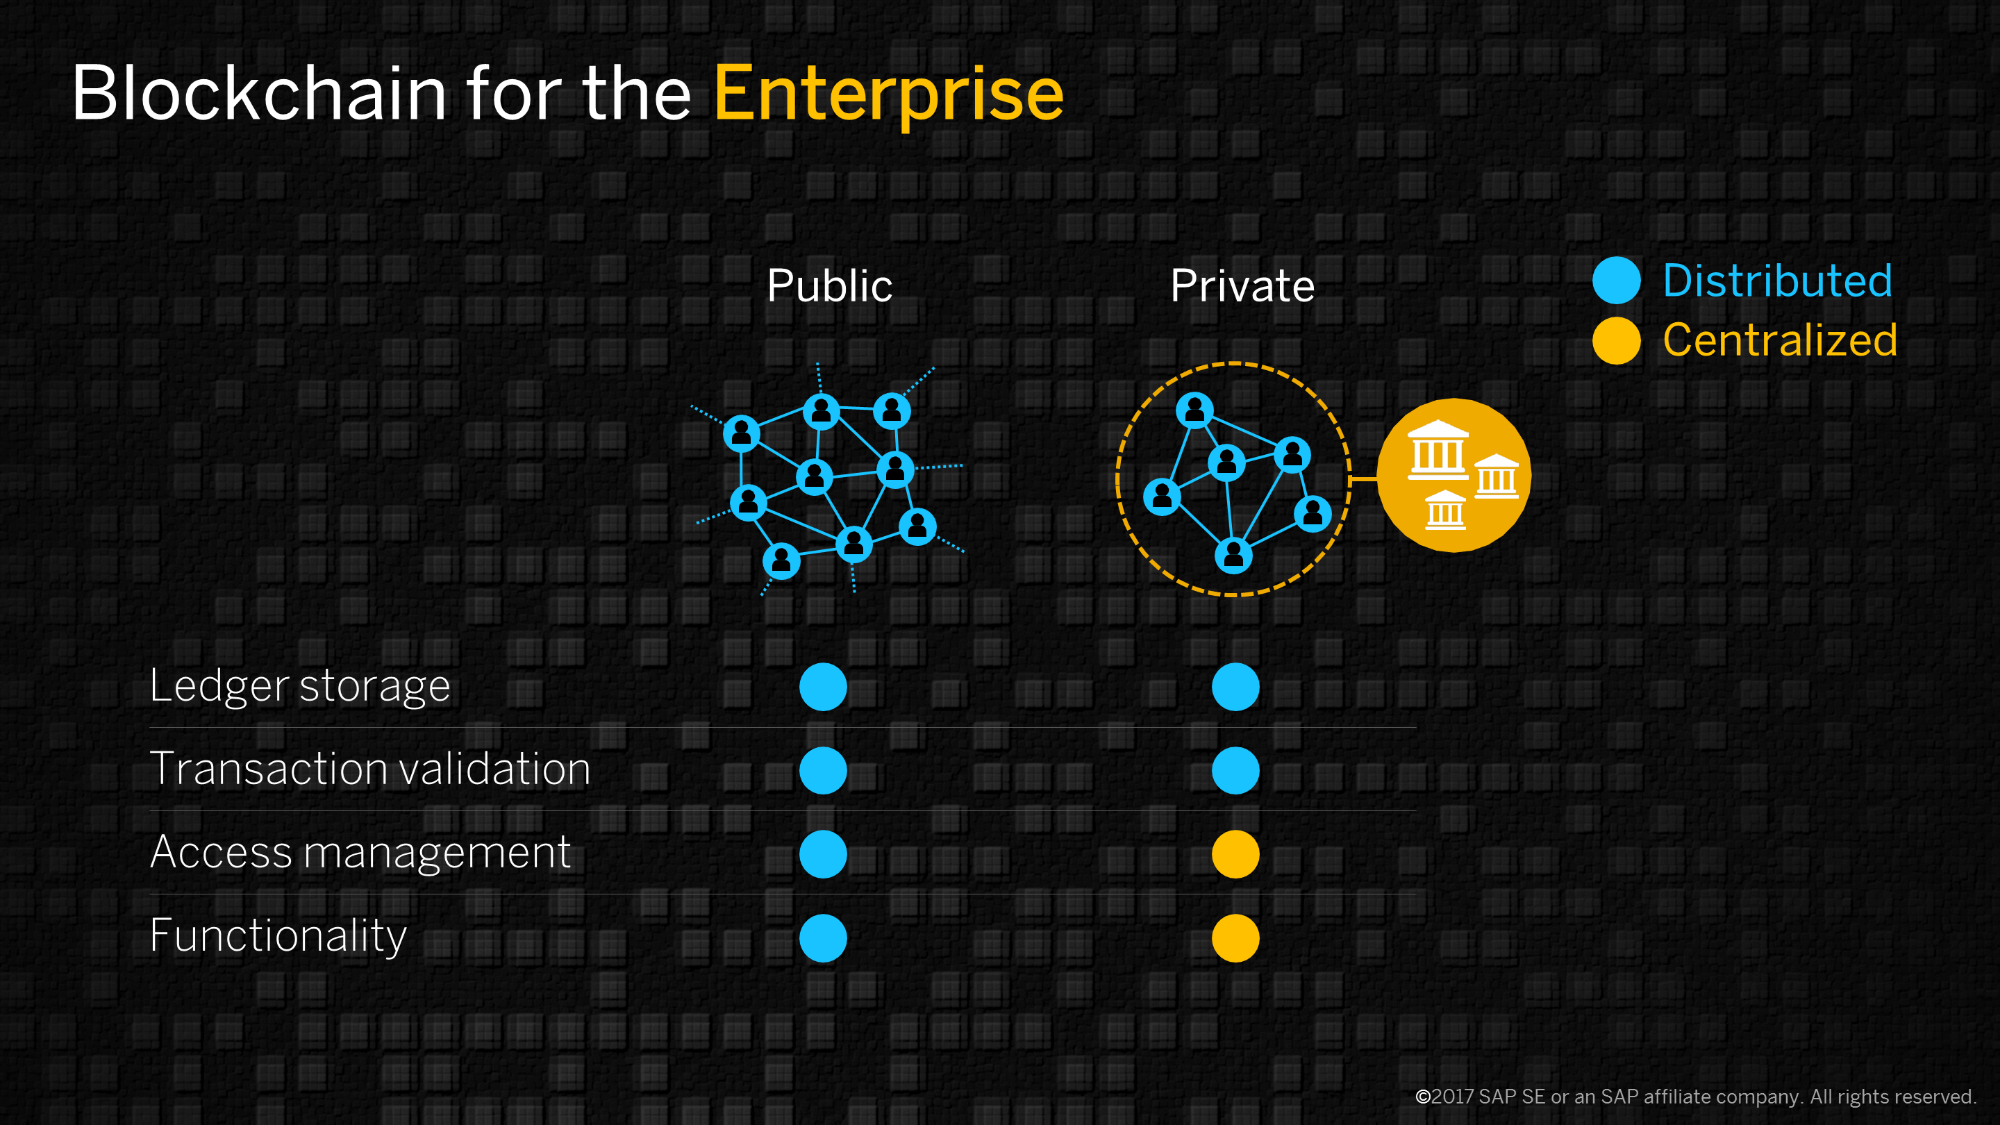 Blockchain for the Enterprise
Public
Private
Distributed
Centralized
Ledger storage
Transaction validation
Access management
Functionality
©2017 SAP SE or an SAP affiliate company. All rights reserved.